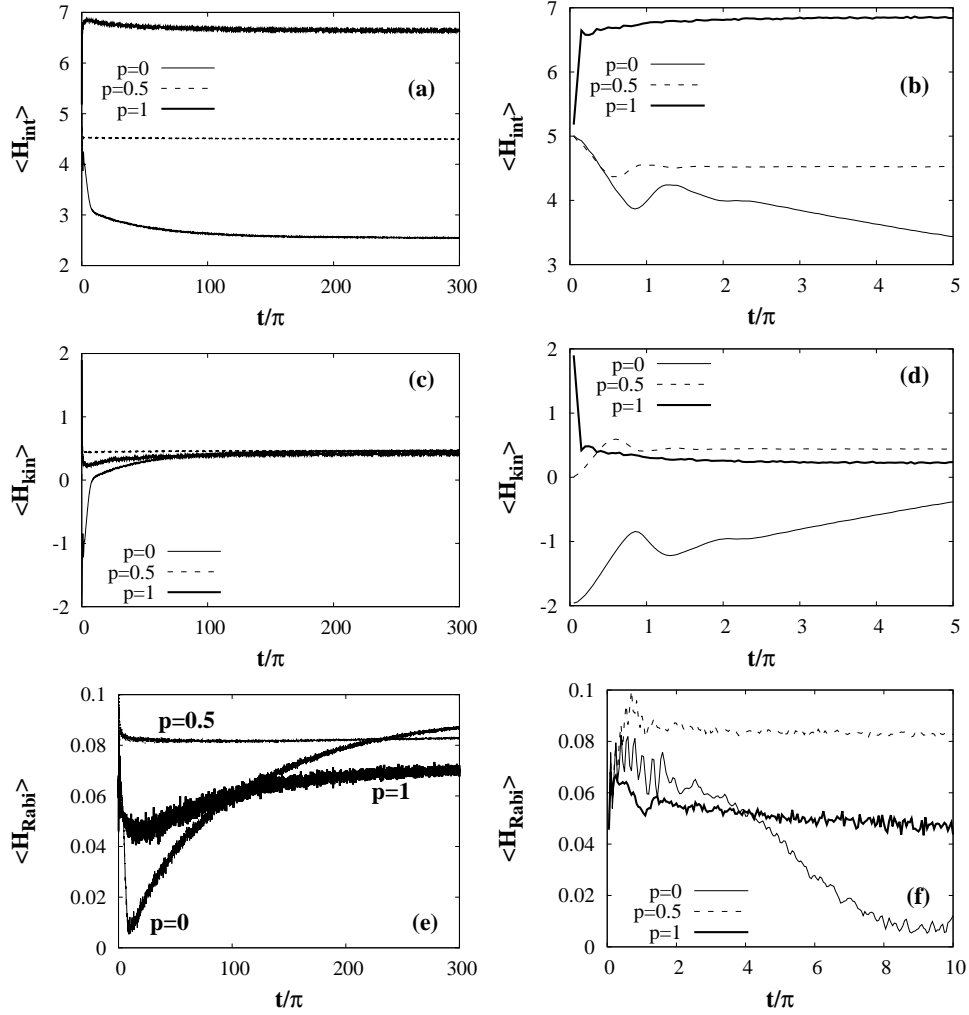 <H_int>
7
6
5
4
3
2
p=0
p=0.5
p=1
(a)
0 100 200 300
t/π
<H_int>
7
6
5
4
3
p=0
p=0.5
p=1
(b)
0 1 2 3 4 5
t/π
<H_kin>
2
1
0
-1
-2
(c)
p=0
p=0.5
p=1
0 100 200 300
t/π
<H_kin>
2
1
0
-1
-2
p=0
p=0.5
p=1
(d)
0 1 2 3 4 5
t/π
<H_Rabi>
0.1
0.08
0.06
0.04
0.02
0
p=0.5
p=1
p=0
(e)
0 100 200 300
t/π
<H_Rabi>
0.1
0.08
0.06
0.04
0.02
0
p=0
p=0.5
p=1
(f)
0 2 4 6 8 10
t/π